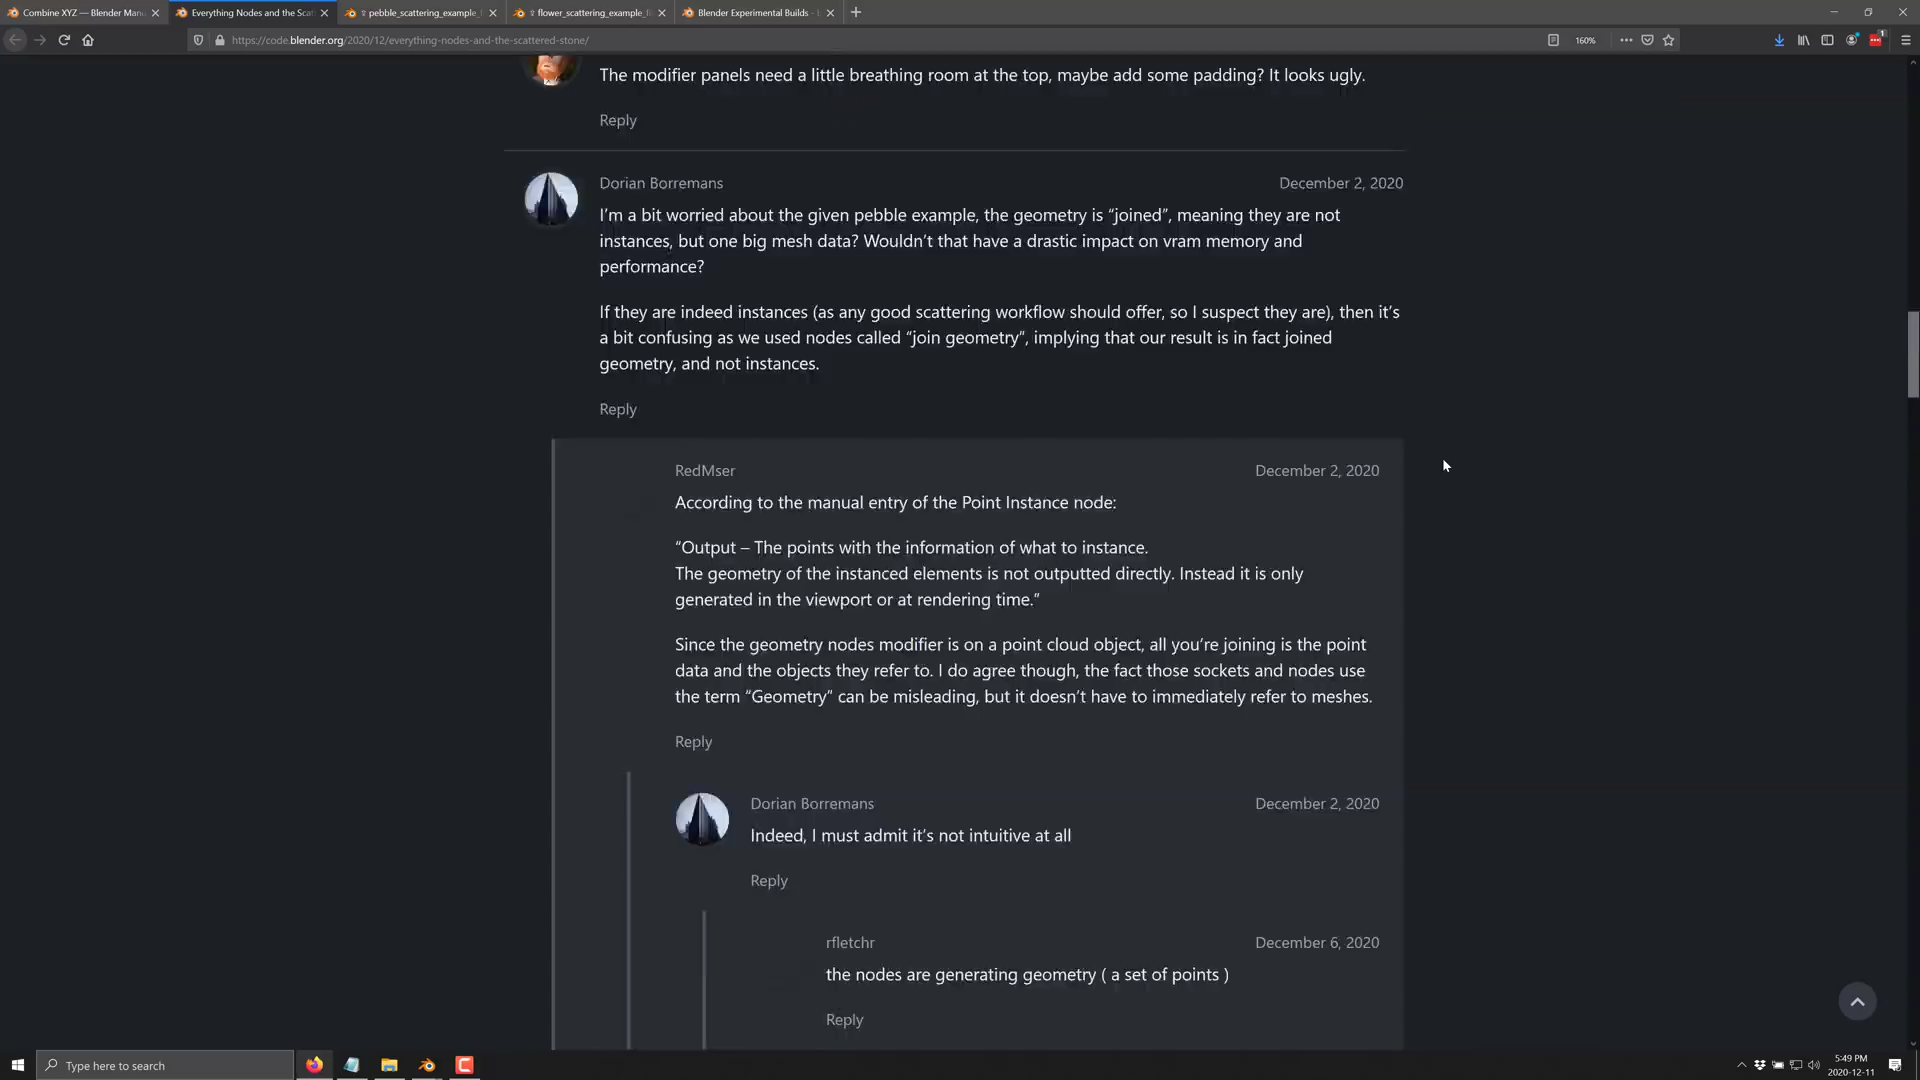 Combine XYZ — Blender Manu
Everything Nodes and the Scat
pebble_scattering_example_
flower_scattering_example_f
Blender Experimental Builds -
https://code.blender.org/2020/12/everything-nodes-and-the-scattered-stone/
160%
1
The modifier panels need a little breathing room at the top, maybe add some padding? It looks ugly.
Reply
Dorian Borremans
December 2, 2020
I'm a bit worried about the given pebble example, the geometry is “joined”, meaning they are not
instances, but one big mesh data? Wouldn't that have a drastic impact on vram memory and
performance?
If they are indeed instances (as any good scattering workflow should offer, so I suspect they are), then it's
a bit confusing as we used nodes called “join geometry”, implying that our result is in fact joined
geometry, and not instances.
Reply
RedMser
December 2, 2020
According to the manual entry of the Point Instance node:
“Output – The points with the information of what to instance.
The geometry of the instanced elements is not outputted directly. Instead it is only
generated in the viewport or at rendering time.”
Since the geometry nodes modifier is on a point cloud object, all you're joining is the point
data and the objects they refer to. I do agree though, the fact those sockets and nodes use
the term “Geometry” can be misleading, but it doesn't have to immediately refer to meshes.
Reply
Dorian Borremans
December 2, 2020
Indeed, I must admit it's not intuitive at all
Reply
rfletchr
December 6, 2020
the nodes are generating geometry ( a set of points )
Reply
Type here to search
5:49 PM
2020-12-11